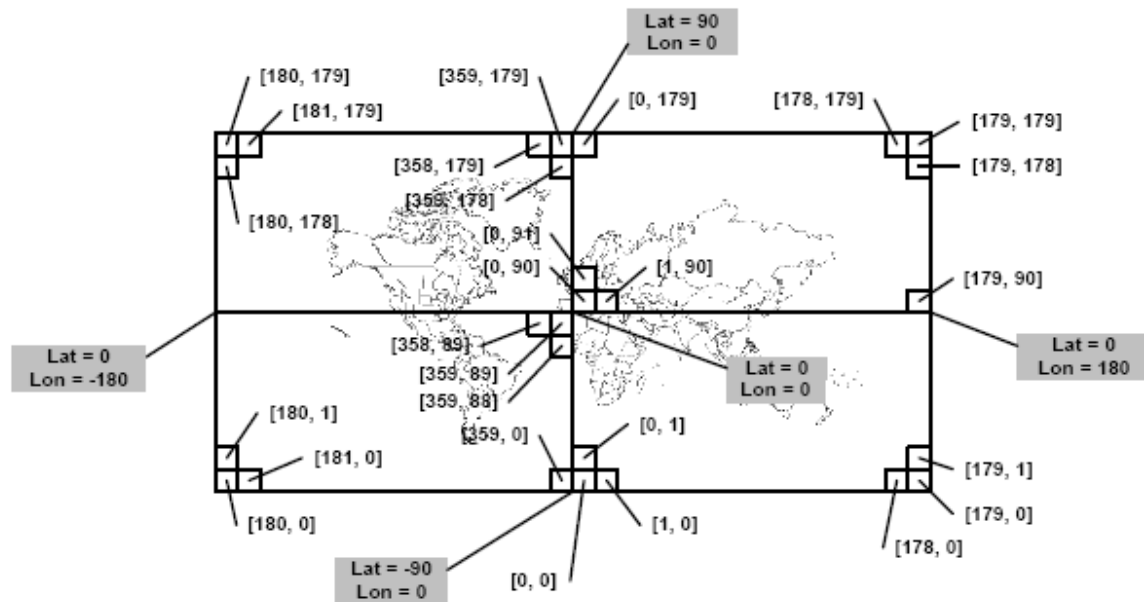 Lat = 90
Lon = 0
[180, 179]
[359, 179]
[0, 179]
[178, 179]
[181, 179]
[179, 179]
[358, 179]
[179, 178]
[359, 178]
[180, 178]
[0, 91]
[0, 90]
[1, 90]
[179, 90]
[358, 89]
Lat = 0
Lon = -180
Lat = 0
Lon = 0
Lat = 0
Lon = 180
[359, 89]
[359, 88]
[180, 1]
[0, 1]
[359, 0]
[181, 0]
[179, 1]
[180, 0]
[1, 0]
[179, 0]
[178, 0]
Lat = -90
Lon = 0
[0, 0]